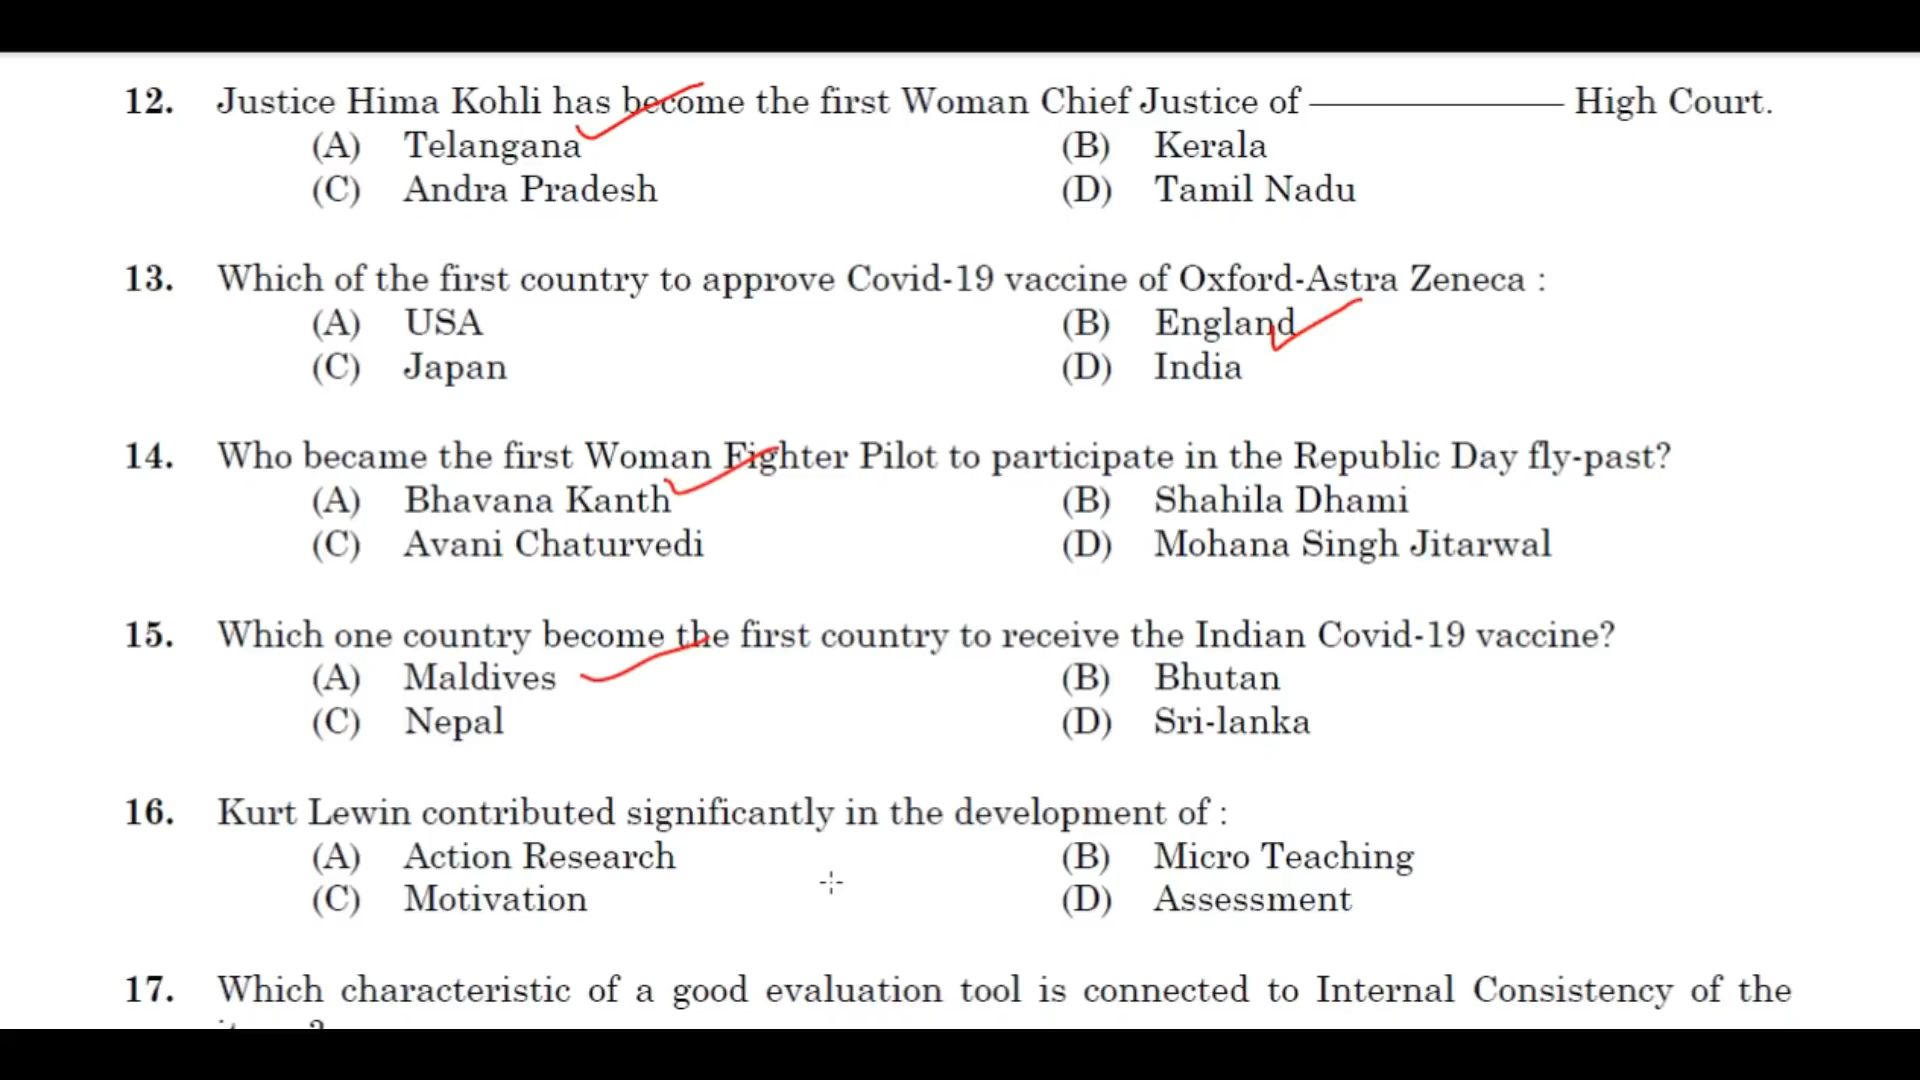 12. Justice Hima Kohli has become the first Woman Chief Justice of ———— High Court.
(A) Telangana (B) Kerala
(C) Andra Pradesh (D) Tamil Nadu
13. Which of the first country to approve Covid-19 vaccine of Oxford-Astra Zeneca :
(A) USA (B) England
(C) Japan (D) India
14. Who became the first Woman Fighter Pilot to participate in the Republic Day fly-past?
(A) Bhavana Kanth (B) Shahila Dhami
(C) Avani Chaturvedi (D) Mohana Singh Jitarwal
15. Which one country become the first country to receive the Indian Covid-19 vaccine?
(A) Maldives (B) Bhutan
(C) Nepal (D) Sri-lanka
16. Kurt Lewin contributed significantly in the development of :
(A) Action Research (B) Micro Teaching
(C) Motivation (D) Assessment
17. Which characteristic of a good evaluation tool is connected to Internal Consistency of the